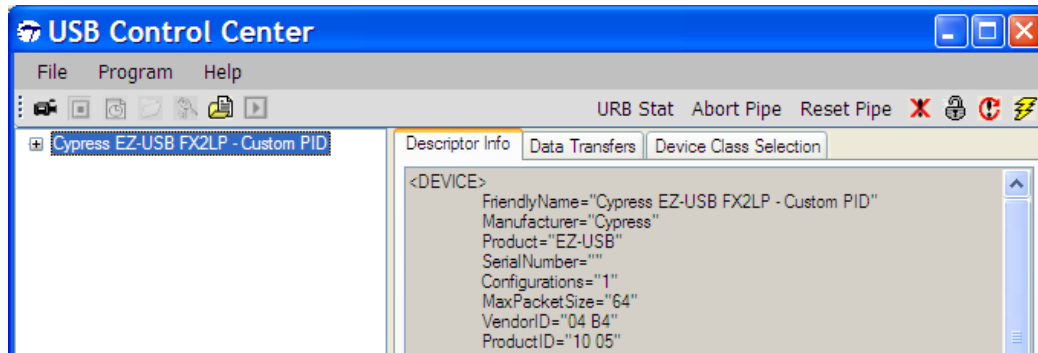 USB Control Center
File Program Help
URB Stat Abort Pipe Reset Pipe
Cypress EZ-USB FX2LP - Custom PID
Descriptor Info Data Transfers Device Class Selection
<DEVICE>
FriendlyName="Cypress EZ-USB FX2LP - Custom PID"
Manufacturer="Cypress"
Product="EZ-USB"
SerialNumber=""
Configurations="1"
MaxPacketSize="64"
VendorID="04 B4"
ProductID="10 05"